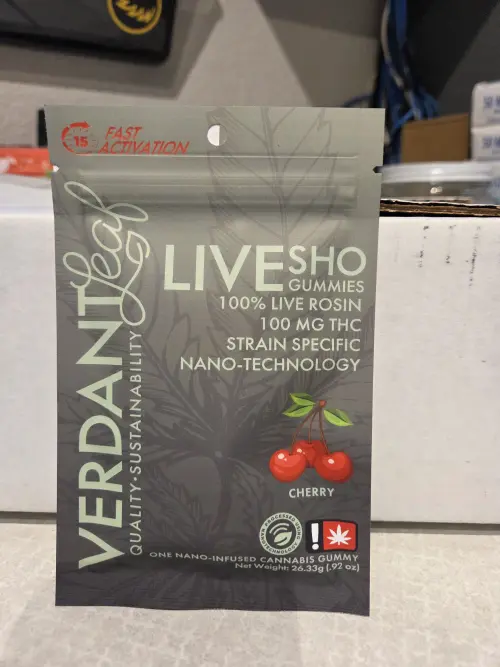 15
FAST
ACTIVATION
VERDANT Leaf
QUALITY•SUSTAINABILITY
LIVE SHO
GUMMIES
100% LIVE ROSIN
100 MG THC
STRAIN SPECIFIC
NANO-TECHNOLOGY
CHERRY
!
ONE NANO-INFUSED CANNABIS GUMMY
Net Weight: 26.33g (.92 oz)